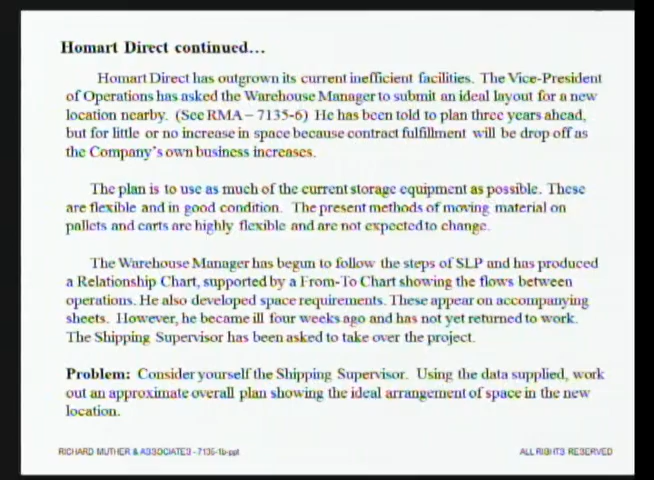 Homart Direct continued…
Homart Direct has outgrown its current inefficient facilities. The Vice-President
of Operations has asked the Warehouse Manager to submit an ideal layout for a new
location nearby. (See RMA – 7135-6) He has been told to plan three years ahead,
but for little or no increase in space because contract fulfillment will be drop off as
the Company's own business increases.
The plan is to use as much of the current storage equipment as possible. These
are flexible and in good condition. The present methods of moving material on
pallets and carts are highly flexible and are not expected to change.
The Warehouse Manager has begun to follow the steps of SLP and has produced
a Relationship Chart, supported by a From-To Chart showing the flows between
operations. He also developed space requirements. These appear on accompanying
sheets. However, he became ill four weeks ago and has not yet returned to work.
The Shipping Supervisor has been asked to take over the project.
Problem: Consider yourself the Shipping Supervisor. Using the data supplied, work
out an approximate overall plan showing the ideal arrangement of space in the new
location.
RICHARD MUTHER & ASSOCIATES - 7135-1b-ppt
ALL RIGHTS RESERVED